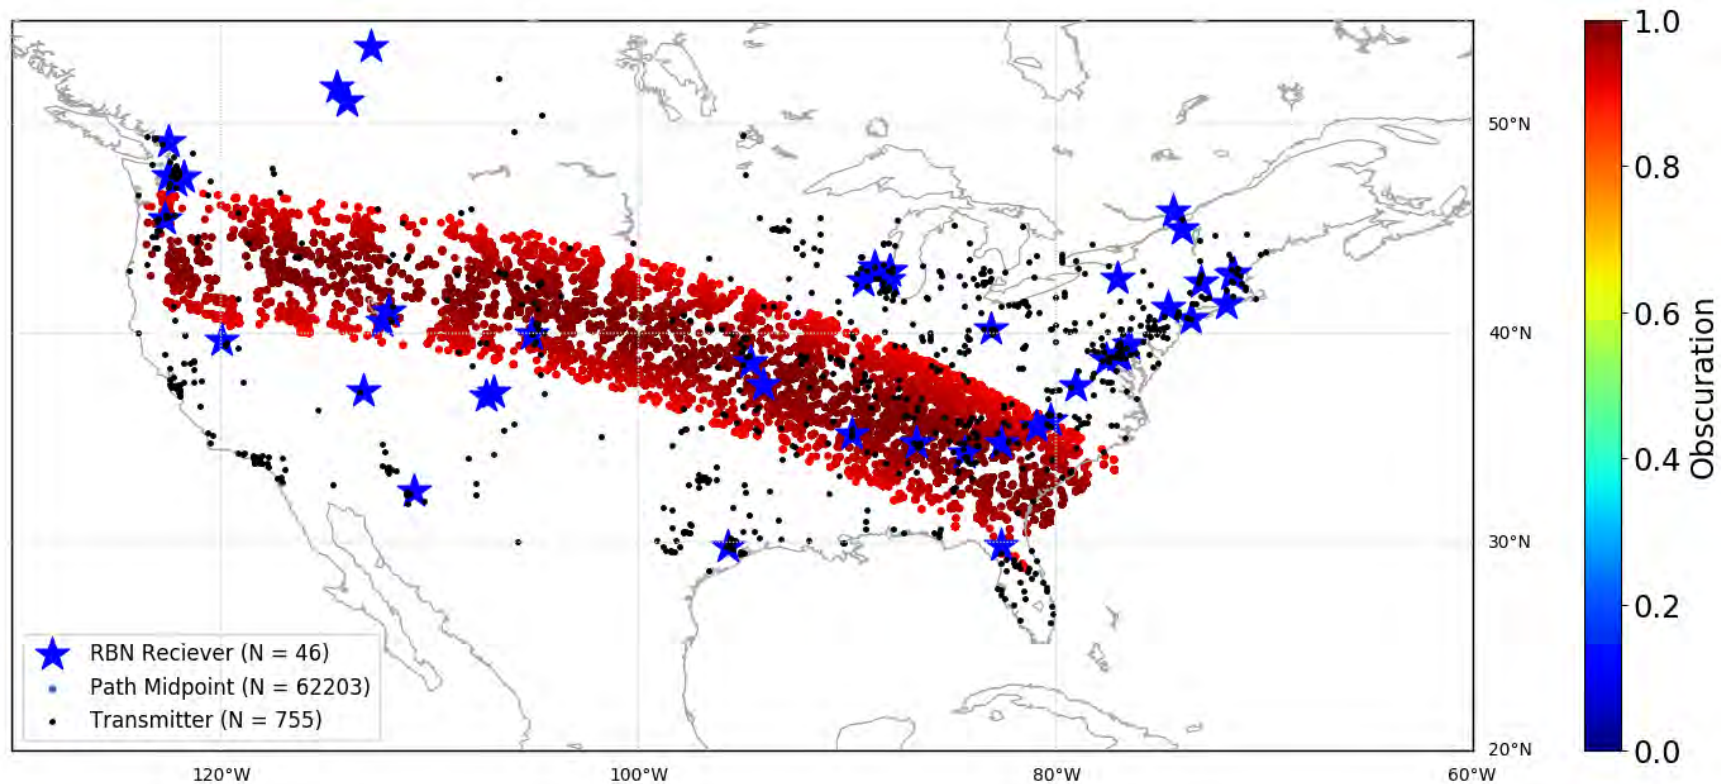 1.0
50°N
0.8
0.6
40°N
Obscuration
0.4
30°N
0.2
RBN Reciever (N = 46)
Path Midpoint (N = 62203)
Transmitter (N = 755)
20°N
0.0
120°W
100°W
80°W
60°W